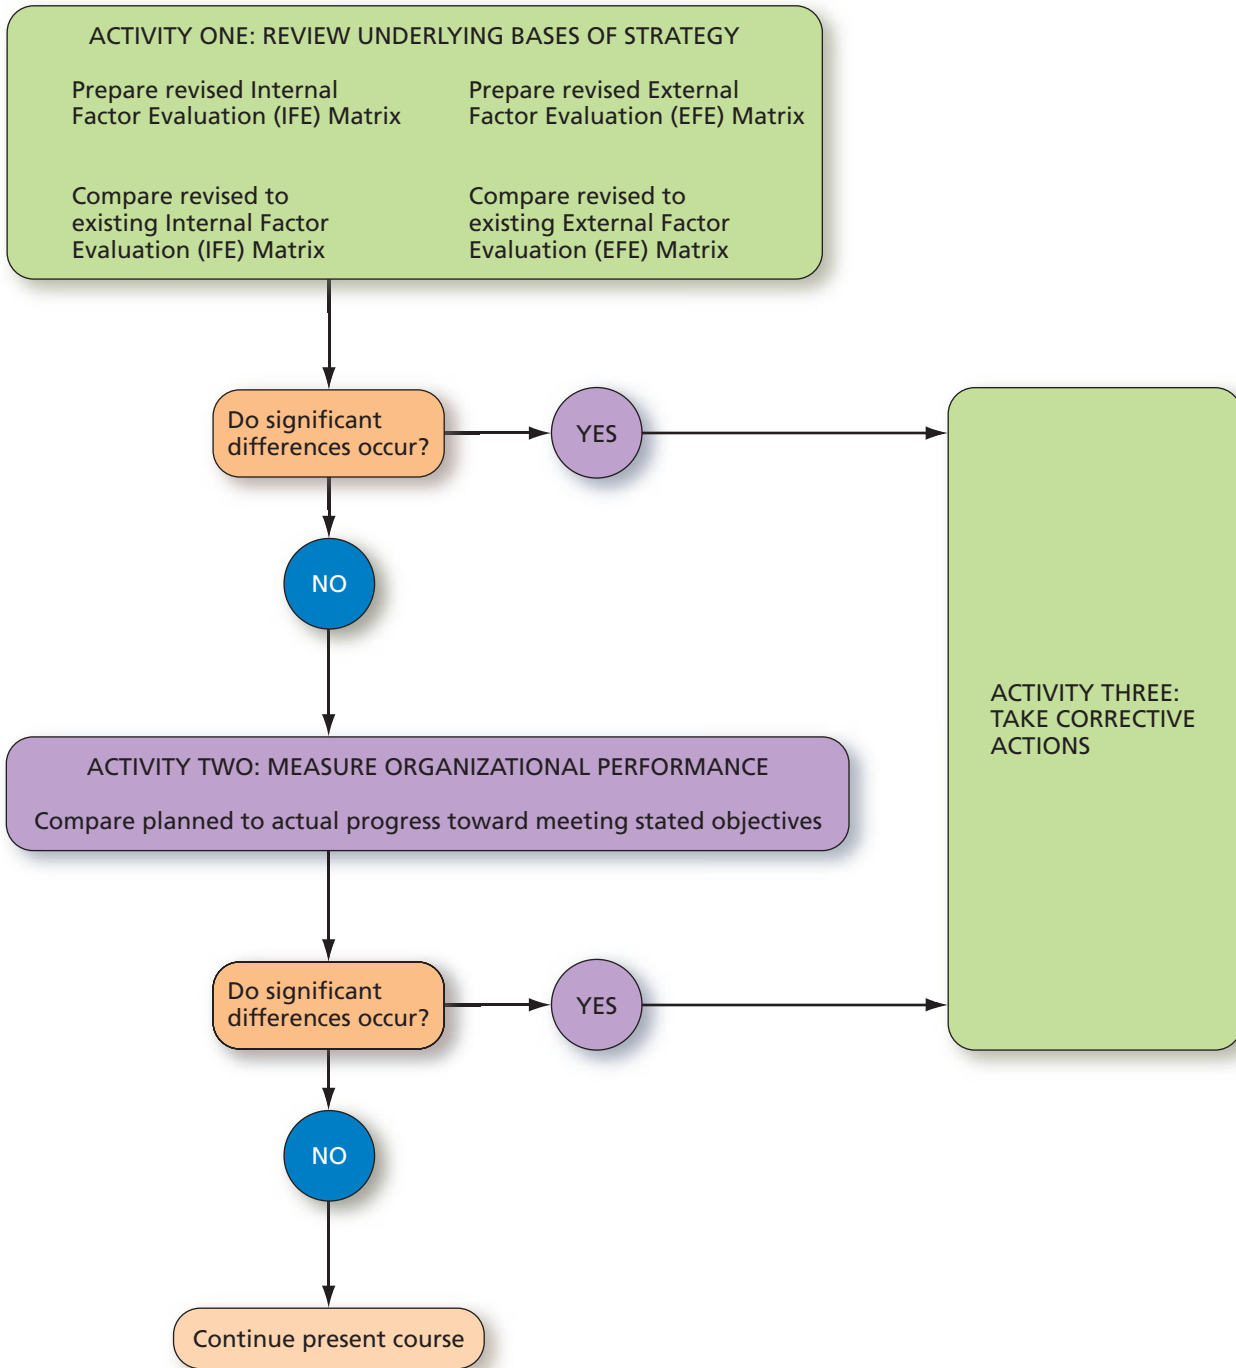 ACTIVITY ONE: REVIEW UNDERLYING BASES OF STRATEGY
Prepare revised Internal
Factor Evaluation (IFE) Matrix
Prepare revised External
Factor Evaluation (EFE) Matrix
Compare revised to
existing Internal Factor
Evaluation (IFE) Matrix
Compare revised to
existing External Factor
Evaluation (EFE) Matrix
Do significant
differences occur?
YES
NO
ACTIVITY THREE:
TAKE CORRECTIVE
ACTIONS
ACTIVITY TWO: MEASURE ORGANIZATIONAL PERFORMANCE
Compare planned to actual progress toward meeting stated objectives
Do significant
differences occur?
YES
NO
Continue present course